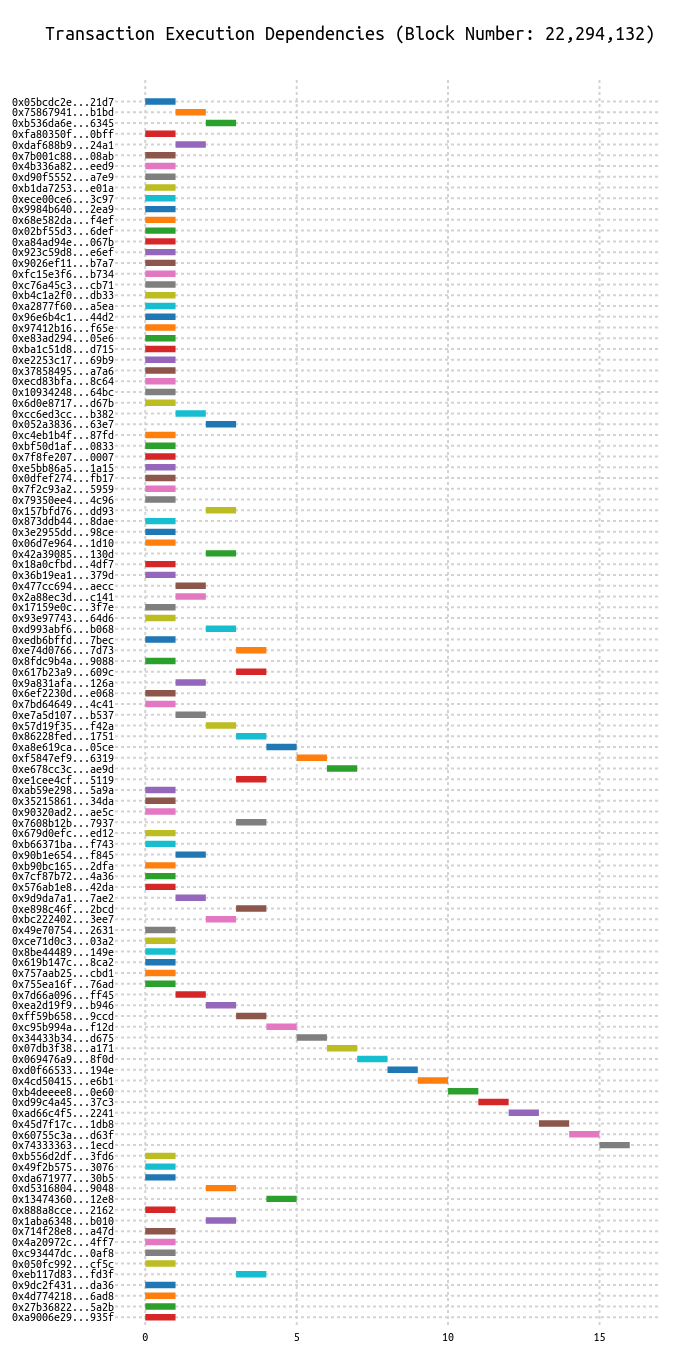 Transaction Execution Dependencies (Block Number: 22,294,132)
0x05bcdc2e...21d7
0x75867941...b1bd
0xb536da6e...6345
0xfa80350f...0bff
0xdaf688b9...24a1
0x7b001c88...08ab
0x4b336a82...eed9
0xd90f5552...a7e9
0xb1da7253...e01a
0xece00ce6...3c97
0x9984b640...2ea9
0x68e582da...f4ef
0x02bf55d3...6def
0xa84ad94e...067b
0x923c59d8...e6ef
0x9026ef11...b7a7
0xfc15e3f6...b734
0xc76a45c3...cb71
0xb4c1a2f0...db33
0xa2877f60...a5ea
0x96e6b4c1...44d2
0x97412b16...f65e
0xe83ad294...05e6
0xba1c51d8...d715
0xe2253c17...69b9
0x37858495...a7a6
0xecd83bfa...8c64
0x10934248...64bc
0x6d0e8717...d67b
0xcc6ed3cc...b382
0x052a3836...63e7
0xc4eb1b4f...87fd
0xbf50d1af...0833
0x7f8fe207...0007
0xe5bb86a5...1a15
0x0dfef274...fb17
0x7f2c93a2...5959
0x79350ee4...4c96
0x157bfd76...dd93
0x873ddb44...8dae
0x3e2955dd...98ce
0x06d7e964...1d10
0x42a39085...130d
0x18a0cfbd...4df7
0x36b19ea1...379d
0x477cc694...aecc
0x2a88ec3d...c141
0x17159e0c...3f7e
0x93e97743...64d6
0xd993abf6...b068
0xedb6bffd...7bec
0xe74d0766...7d73
0x8fdc9b4a...9088
0x617b23a9...609c
0x9a831afa...126a
0x6ef2230d...e068
0x7bd64649...4c41
0xe7a5d107...b537
0x57d19f35...f42a
0x86228fed...1751
0xa8e619ca...05ce
0xf5847ef9...6319
0xe678cc3c...ae9d
0xe1cee4cf...5119
0xab59e298...5a9a
0x35215861...34da
0x90320ad2...ae5c
0x7608b12b...7937
0x679d0efc...ed12
0xb66371ba...f743
0x90b1e654...f845
0xb90bc165...2dfa
0x7cf87b72...4a36
0x576ab1e8...42da
0x9d9da7a1...7ae2
0xe898c46f...2bcd
0xbc222402...3ee7
0x49e70754...2631
0xce71d0c3...03a2
0x8be44489...149e
0x619b147c...8ca2
0x757aab25...cbd1
0x755ea16f...76ad
0x7d66a096...ff45
0xea2d19f9...b946
0xff59b658...9ccd
0xc95b994a...f12d
0x34433b34...d675
0x07db3f38...a171
0x069476a9...8f0d
0xd0f66533...194e
0x4cd50415...e6b1
0xb4deeee8...0e60
0xd99c4a45...37c3
0xad66c4f5...2241
0x45d7f17c...1db8
0x60755c3a...d63f
0x74333363...1ecd
0xb556d2df...3fd6
0x49f2b575...3076
0xda671977...30b5
0xd5316804...9048
0x13474360...12e8
0x888a8cce...2162
0x1aba6348...b010
0x714f28e8...a47d
0x4a20972c...4ff7
0xc93447dc...0af8
0x050fc992...cf5c
0xeb117d83...fd3f
0x9dc2f431...da36
0x4d774218...6ad8
0x27b36822...5a2b
0xa9006e29...935f
0 5 10 15